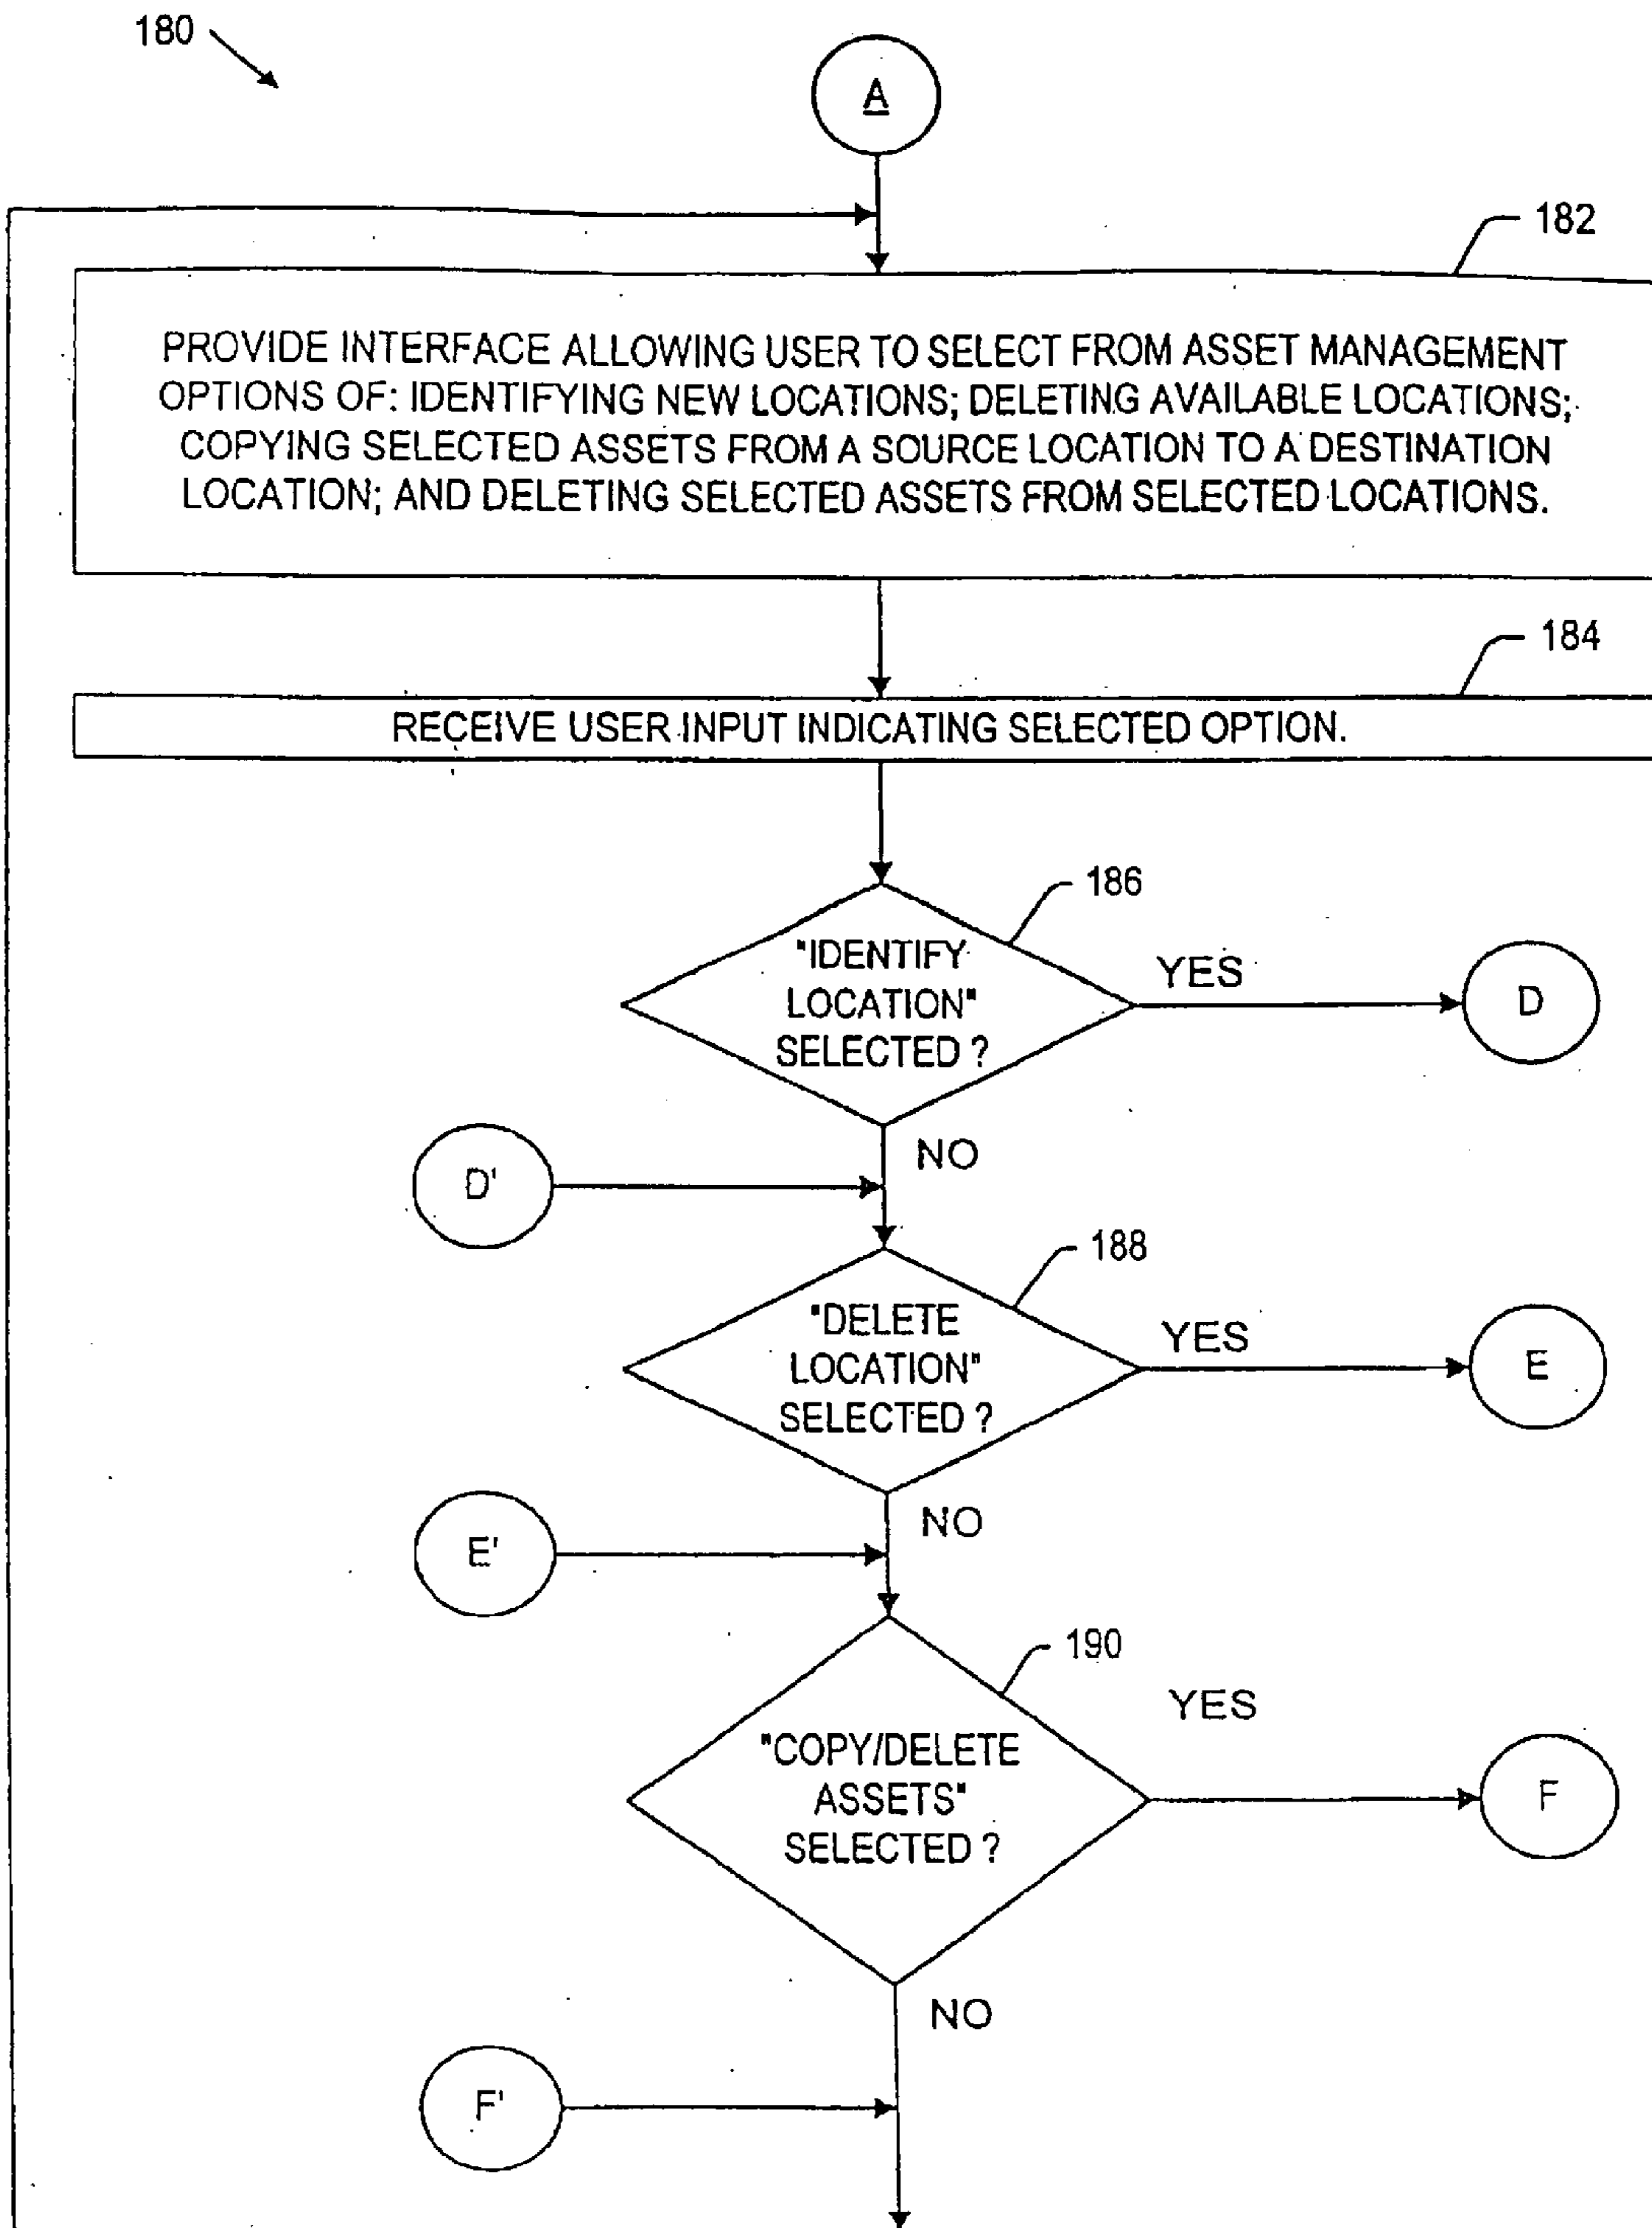 180
A
182
PROVIDE INTERFACE ALLOWING USER TO SELECT FROM ASSET MANAGEMENT
OPTIONS OF: IDENTIFYING NEW LOCATIONS; DELETING AVAILABLE LOCATIONS;
COPYING SELECTED ASSETS FROM A SOURCE LOCATION TO A DESTINATION
LOCATION; AND DELETING SELECTED ASSETS FROM SELECTED LOCATIONS.
184
RECEIVE USER INPUT INDICATING SELECTED OPTION.
186
"IDENTIFY
LOCATION"
SELECTED ?
YES
D
NO
D'
188
"DELETE
LOCATION"
SELECTED ?
YES
E
NO
E'
190
"COPY/DELETE
ASSETS"
SELECTED ?
YES
F
NO
F'